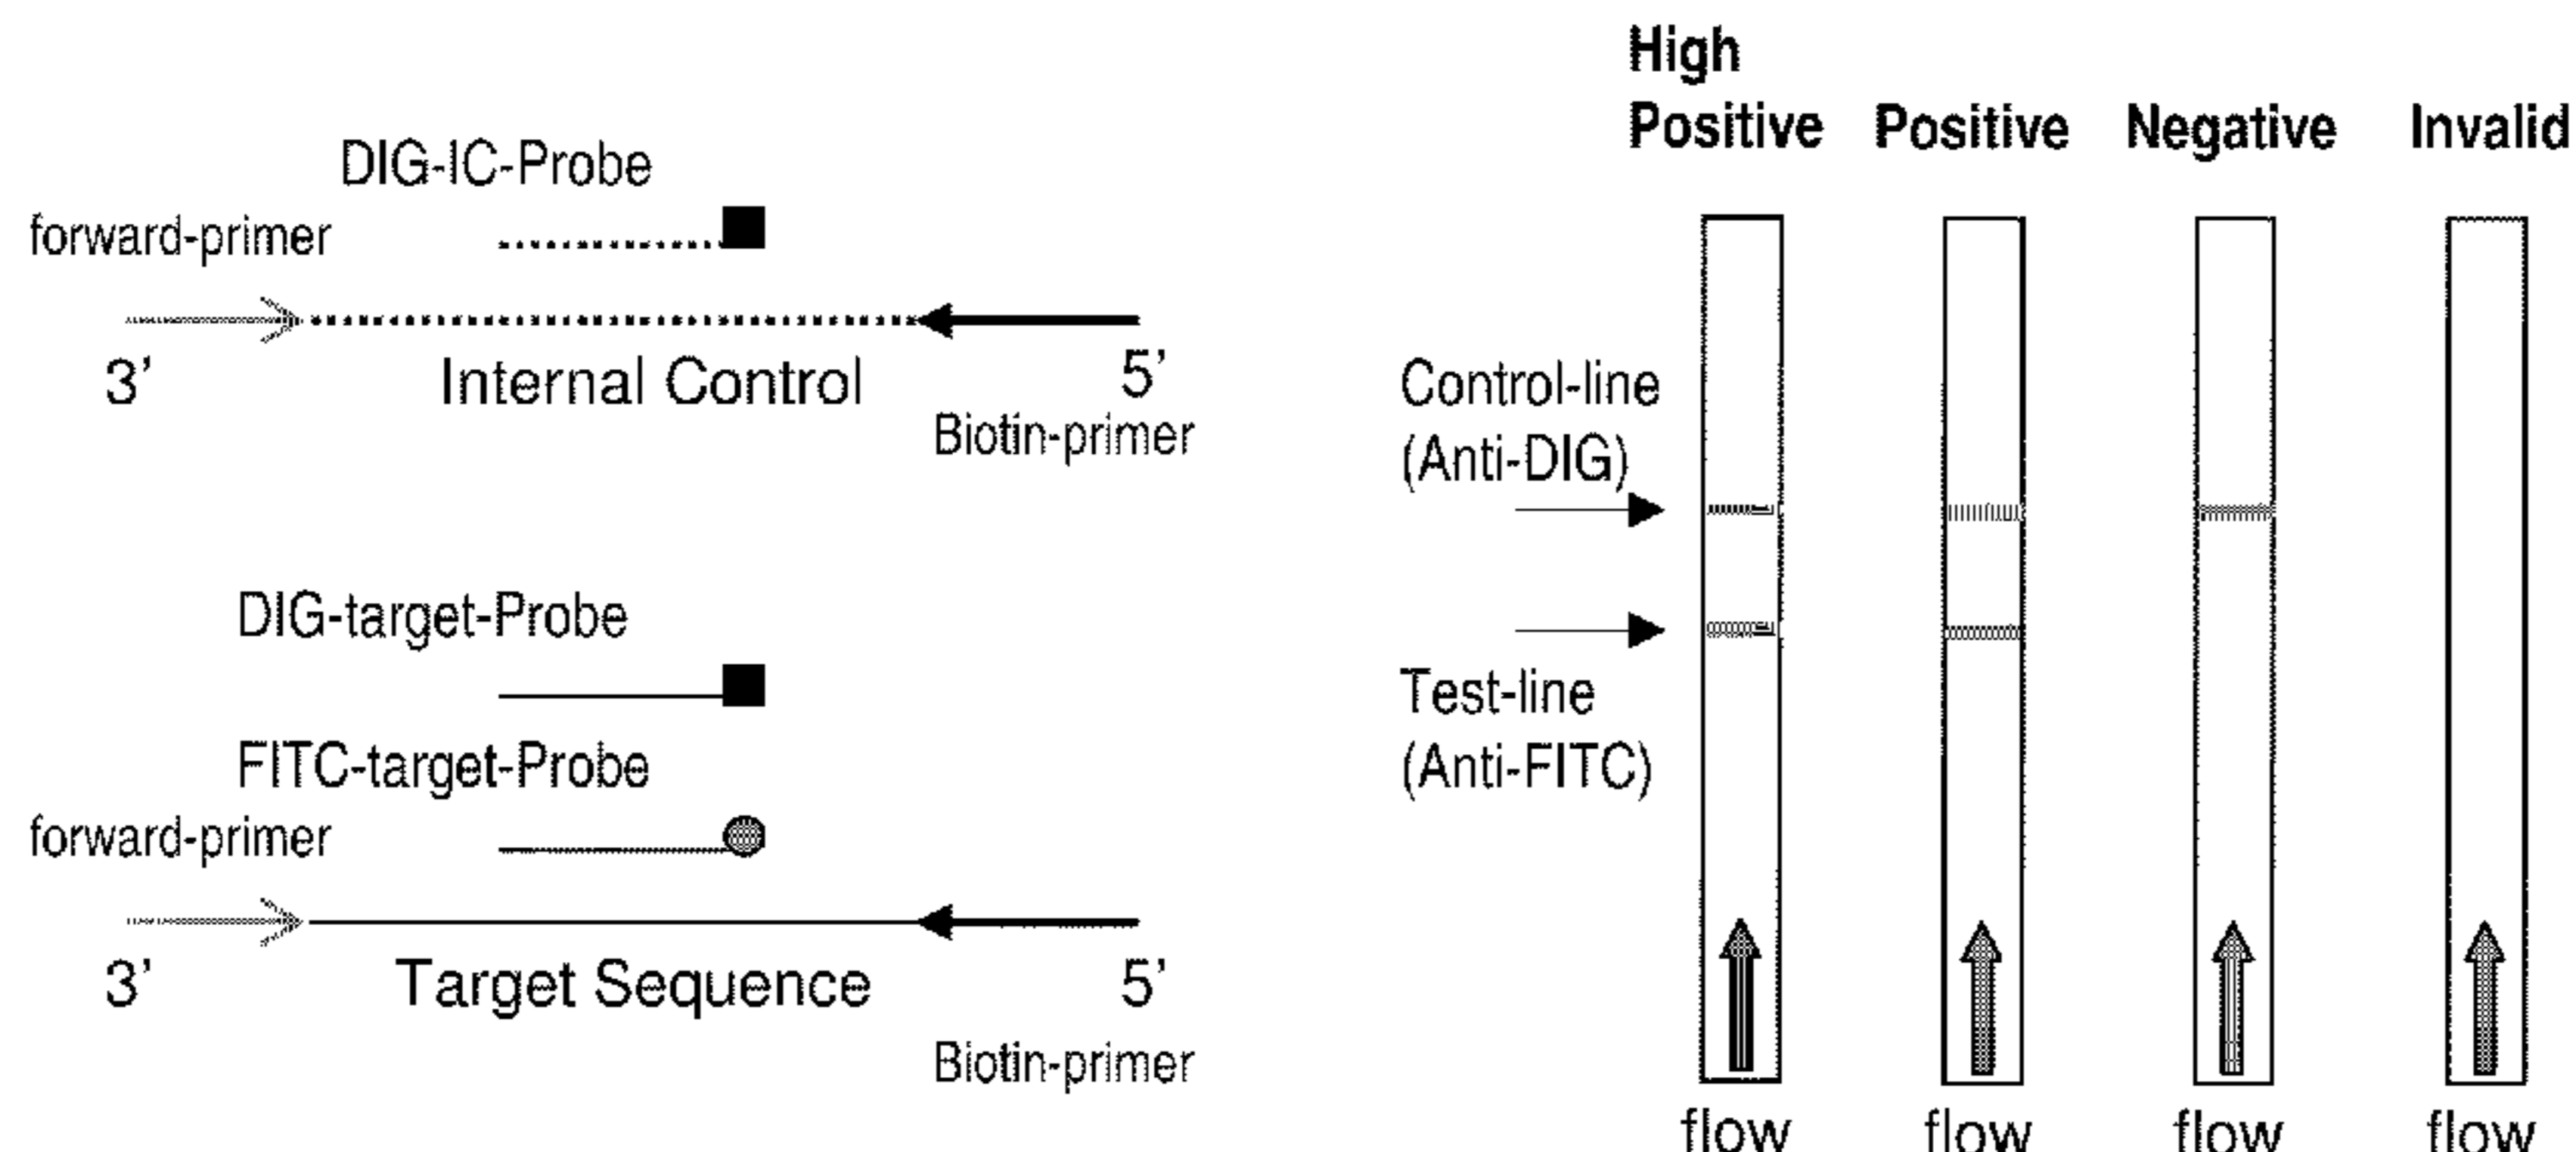 DIG-IC-Probe
forward-primer
3’
Internal Control
5’
Biotin-primer
DIG-target-Probe
FITC-target-Probe
forward-primer
3’
Target Sequence
5’
Biotin-primer
High
Positive
Positive
Negative
Invalid
Control-line
(Anti-DIG)
Test-line
(Anti-FITC)
flow
flow
flow
flow